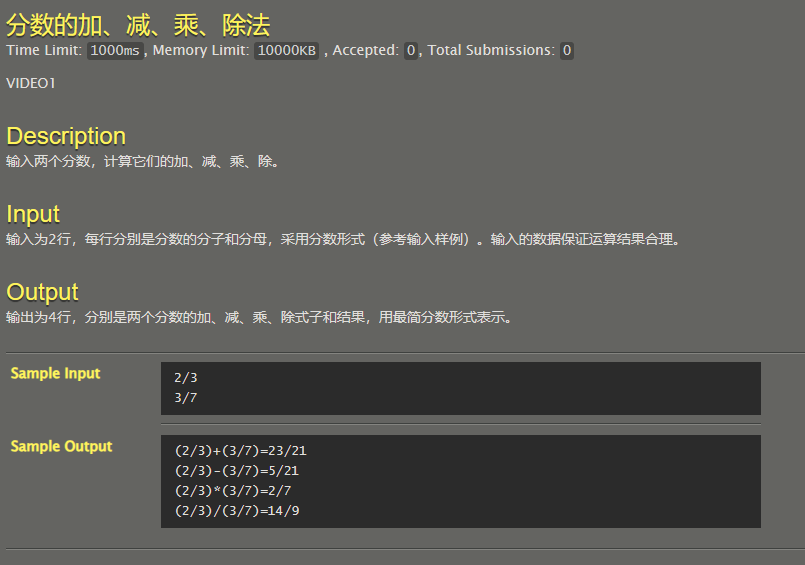 分数的加、减、乘、除法
Time Limit: 1000ms, Memory Limit: 10000KB , Accepted: 0, Total Submissions: 0
VIDEO1
Description
输入两个分数，计算它们的加、减、乘、除。
Input
输入为2行，每行分别是分数的分子和分母，采用分数形式（参考输入样例）。输入的数据保证运算结果合理。
Output
输出为4行，分别是两个分数的加、减、乘、除式子和结果，用最简分数形式表示。
Sample Input
2/3
3/7
Sample Output
(2/3)+(3/7)=23/21
(2/3)-(3/7)=5/21
(2/3)*(3/7)=2/7
(2/3)/(3/7)=14/9